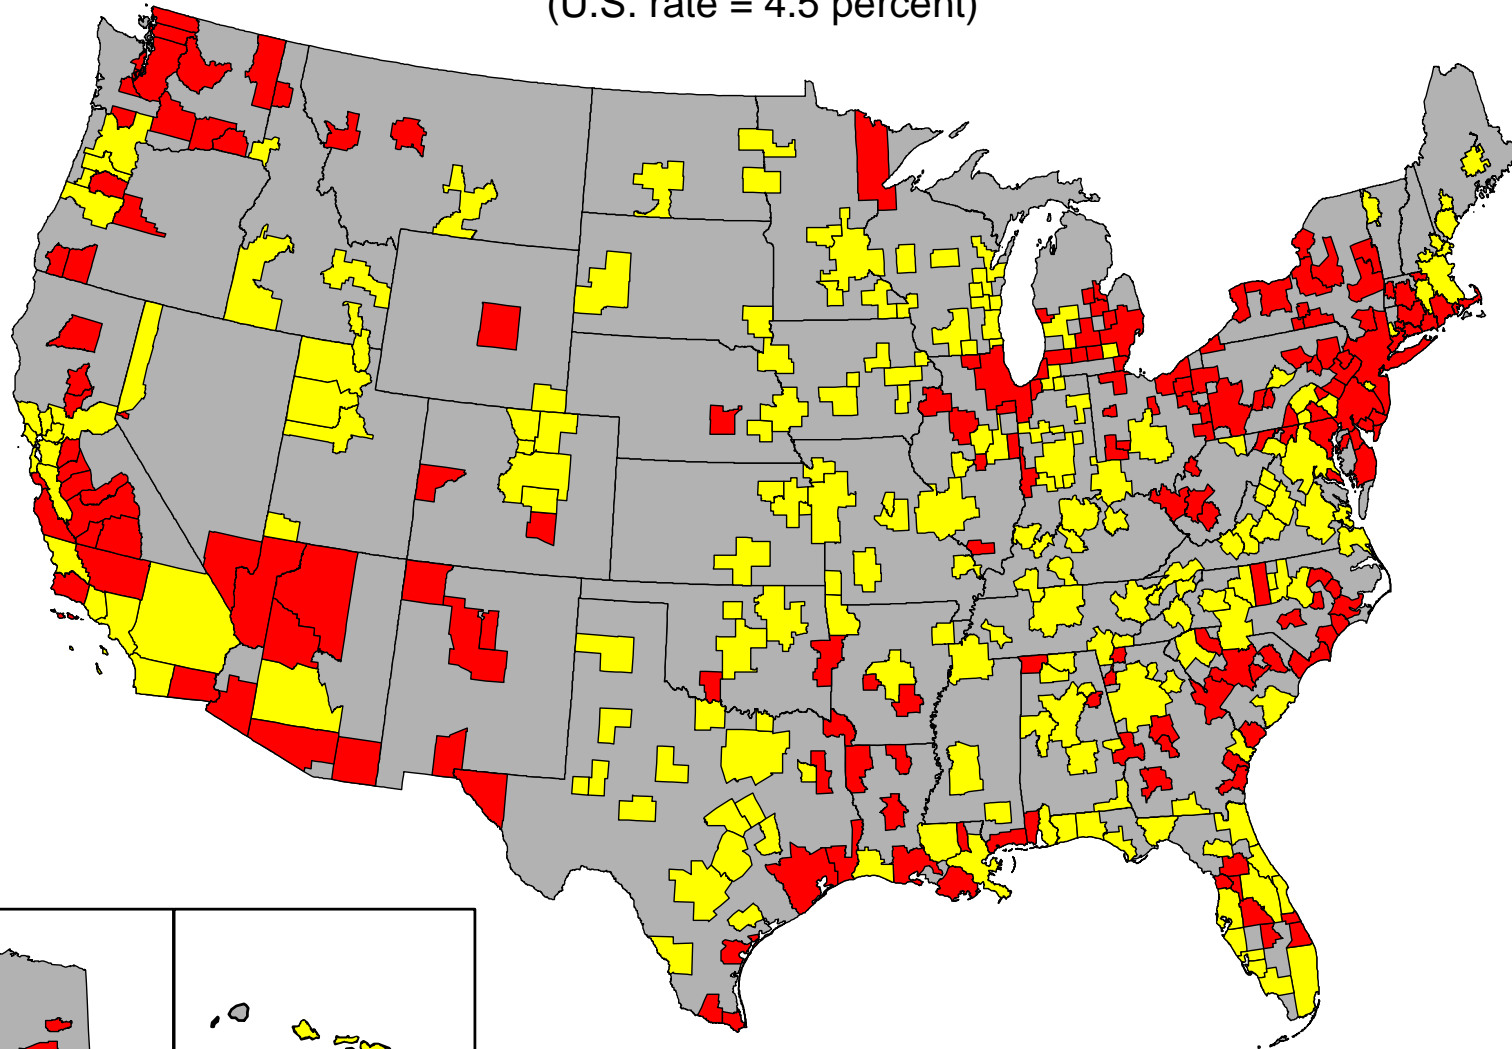 (U.S. rate = 4.5 percent)